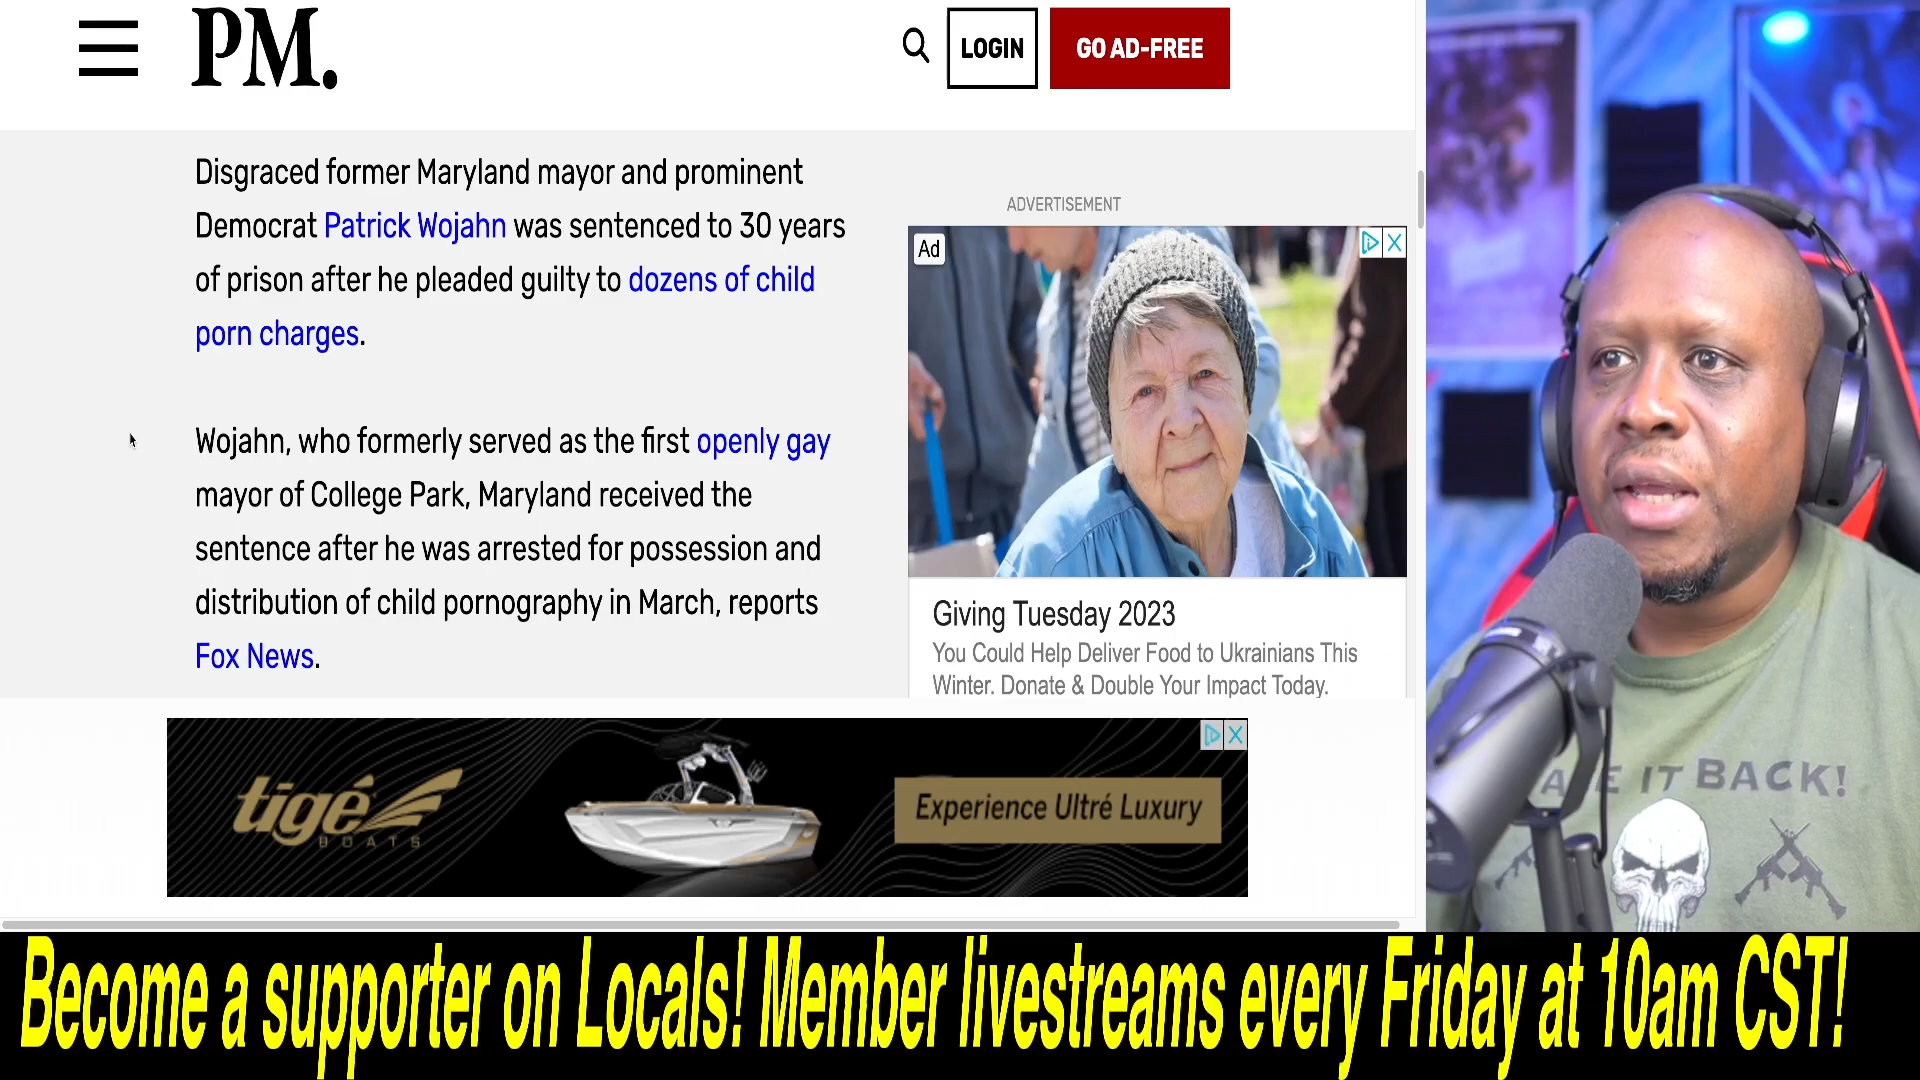 PM.
LOGIN
GO AD-FREE
Disgraced former Maryland mayor and prominent
Democrat Patrick Wojahn was sentenced to 30 years
of prison after he pleaded guilty to dozens of child
porn charges.
Wojahn, who formerly served as the first openly gay
mayor of College Park, Maryland received the
sentence after he was arrested for possession and
distribution of child pornography in March, reports
Fox News.
ADVERTISEMENT
Ad
Giving Tuesday 2023
You Could Help Deliver Food to Ukrainians This
Winter. Donate & Double Your Impact Today.
tigé
BOATS
Experience Ultré Luxury
IT BACK!
Become a supporter on Locals! Member livestreams every Friday at 10am CST!